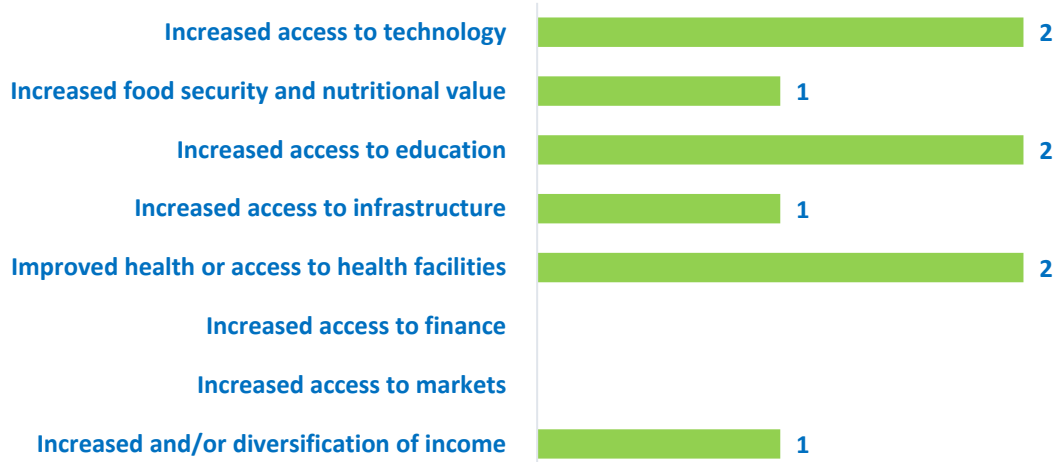 Increased access to technology 2
Increased food security and nutritional value 1
Increased access to education 2
Increased access to infrastructure 1
Improved health or access to health facilities 2
Increased access to finance
Increased access to markets
Increased and/or diversification of income 1